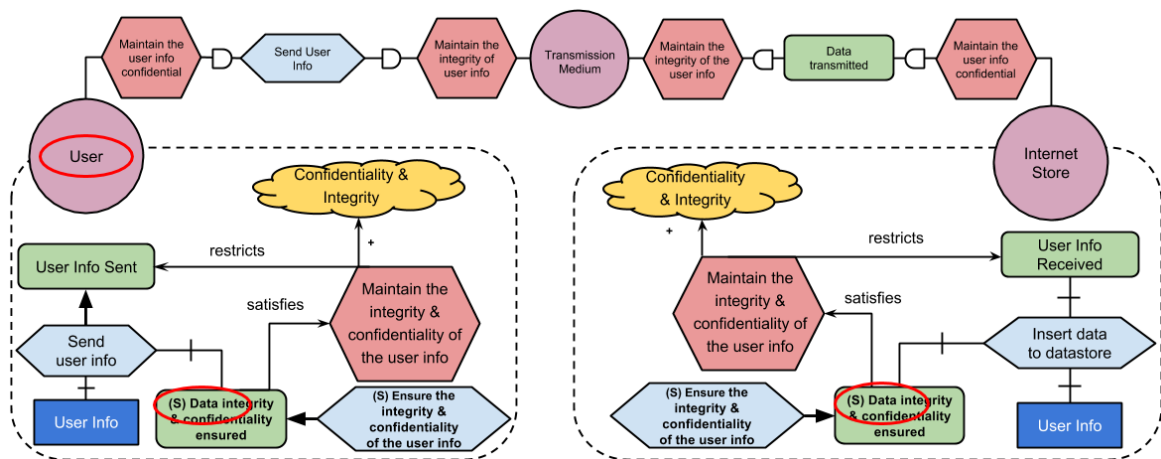 Maintain the
user info
confidential
Send User
Info
Maintain the
integrity of
user info
Transmission
Medium
Maintain the
integrity of the
user info
Data
transmitted
Maintain the
user info
confidential
User
Internet
Store
Confidentiality &
Integrity
+
restricts
User Info Sent
satisfies
Maintain the
integrity &
confidentiality of
the user info
Send
user info
User Info
(S) Data integrity
& confidentiality
ensured
(S) Ensure the
integrity &
confidentiality
of the user info
Confidentiality
& Integrity
+
restricts
User Info
Received
Maintain the
integrity &
confidentiality of
the user info
satisfies
Insert data
to datastore
(S) Ensure the
integrity &
confidentiality
of the user info
(S) Data integrity
& confidentiality
ensured
User Info